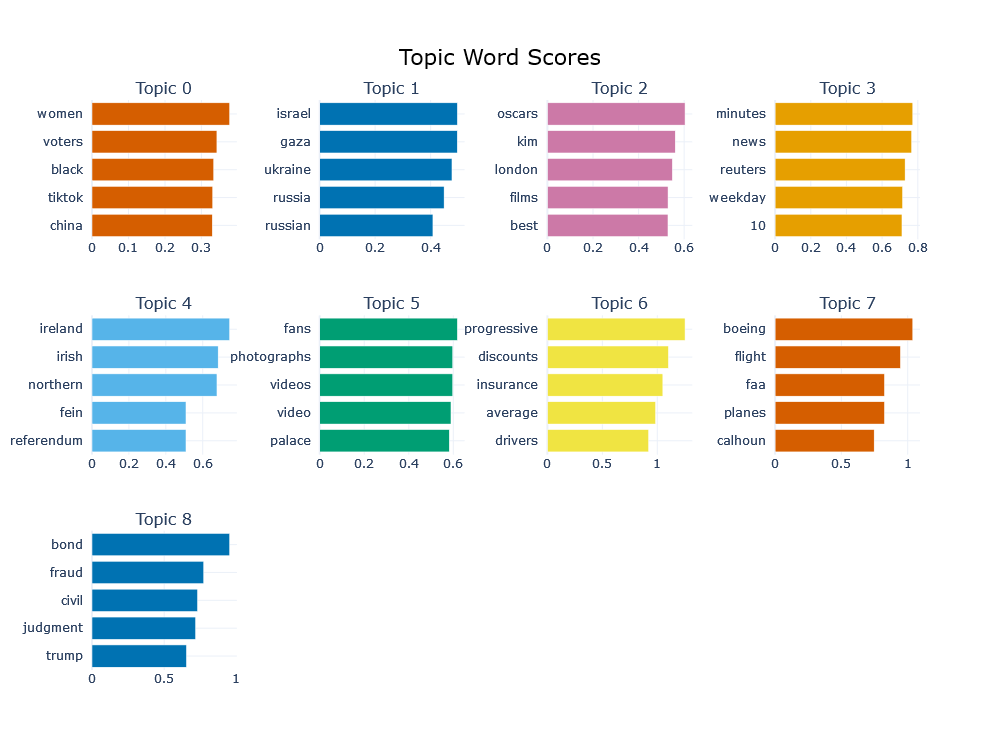 Topic Word Scores
Topic 0
women
voters
black
tiktok
china
0 0.1 0.2 0.3
Topic 1
israel
gaza
ukraine
russia
russian
0 0.2 0.4
Topic 2
oscars
kim
london
films
best
0 0.2 0.4 0.6
Topic 3
minutes
news
reuters
weekday
10
0 0.2 0.4 0.6 0.8
Topic 4
ireland
irish
northern
fein
referendum
0 0.2 0.4 0.6
Topic 5
fans
photographs
videos
video
palace
0 0.2 0.4 0.6
Topic 6
progressive
discounts
insurance
average
drivers
0 0.5 1
Topic 7
boeing
flight
faa
planes
calhoun
0 0.5 1
Topic 8
bond
fraud
civil
judgment
trump
0 0.5 1